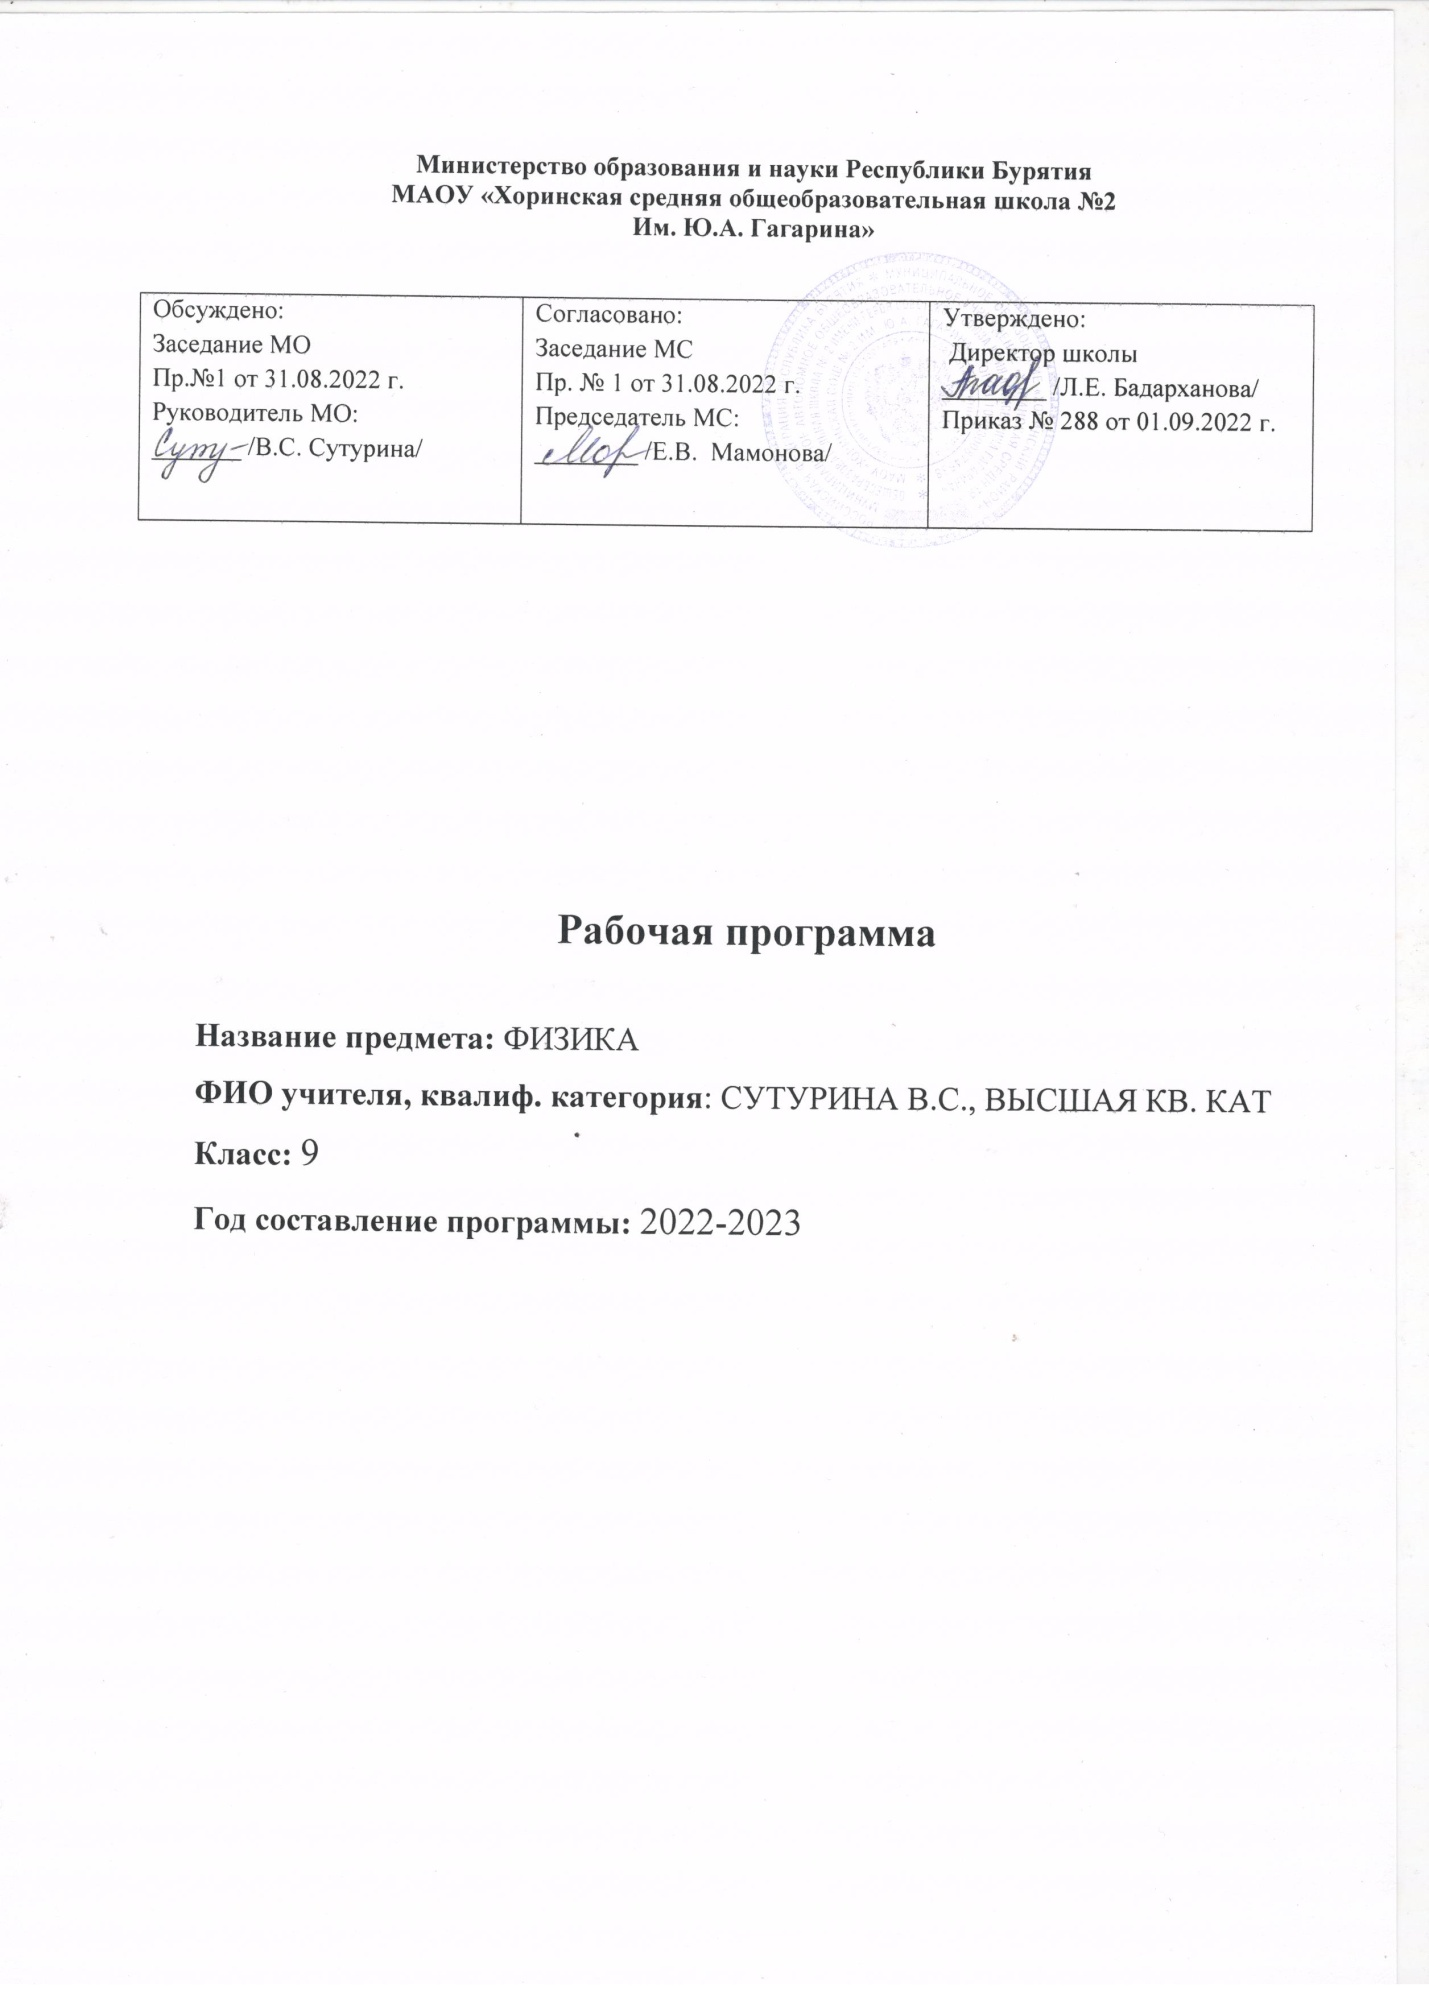 Министерство образования и науки Республики Бурятия
МАОУ «Хоринская средняя общеобразовательная школа №2
Им. Ю.А. Гагарина»
Обсуждено:
Заседание МО
Пр.№1 от 31.08.2022 г.
Руководитель МО:
/В.С. Сутурина/
Согласовано:
Заседание МС
Пр. № 1 от 31.08.2022 г.
Председатель МС:
/Е.В. Мамонова/
Утверждено:
Директор школы
/Л.Е. Бадарханова/
Приказ № 288 от 01.09.2022 г.
Рабочая программа
Название предмета: ФИЗИКА
ФИО учителя, квалиф. категория: СУТУРИНА В.С., ВЫСШАЯ КВ. КАТ
Класс: 9
Год составление программы: 2022-2023